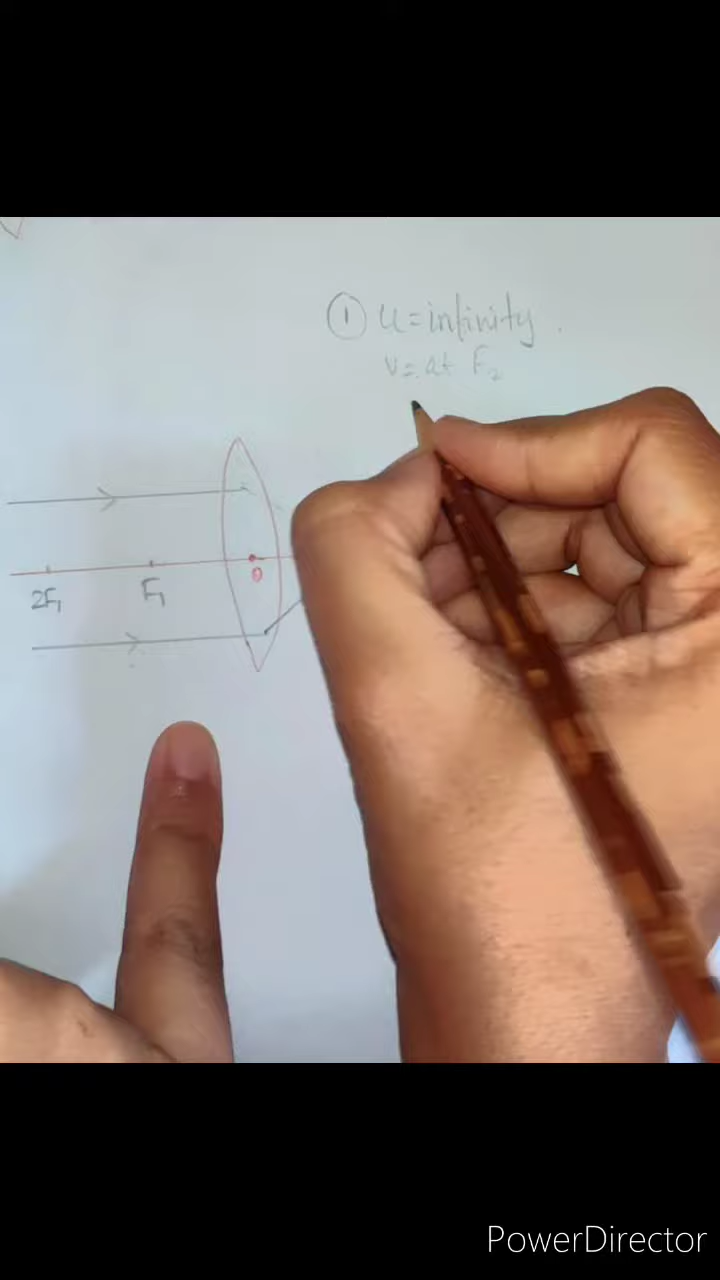 ① u=infinity.
v= at F₂
O
2F₁
F₁
PowerDirector